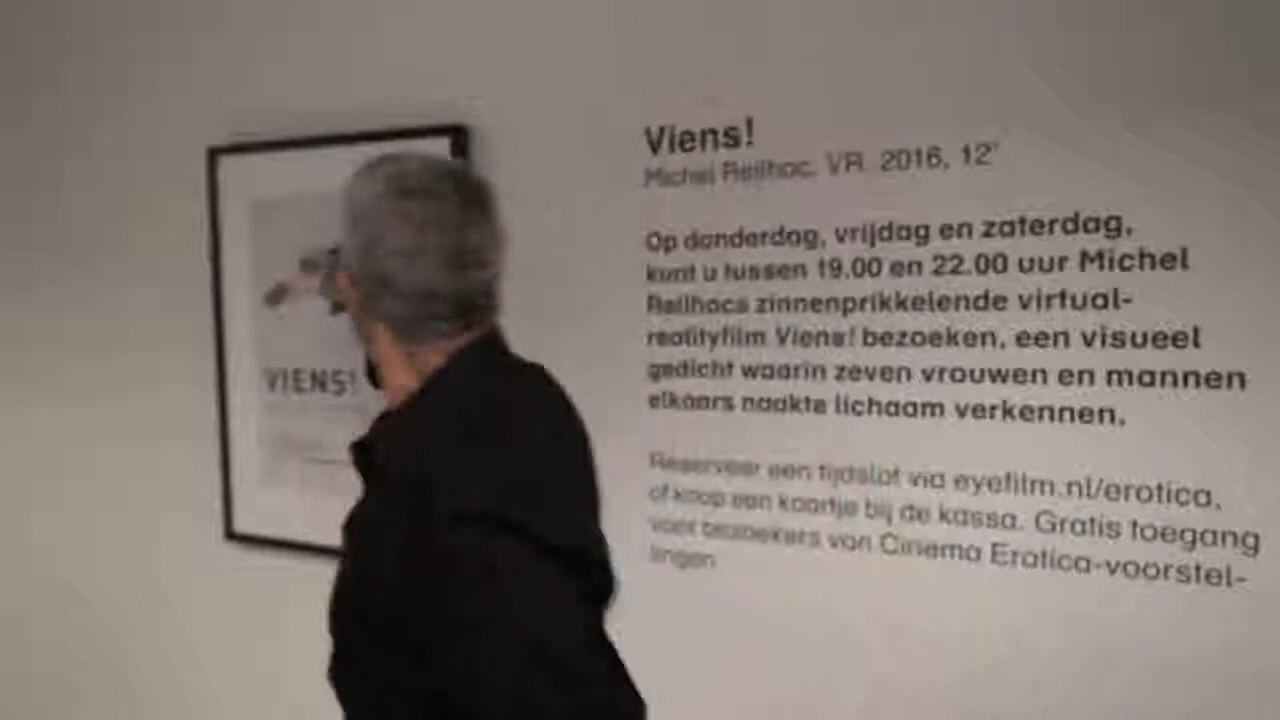 VIENS!
Viens!
Michel Reilhac, VR, 2016, 12'
Op donderdag, vrijdag en zaterdag,
kunt u tussen 19.00 en 22.00 uur Michel
Reilhacs zinnenprikkelende virtual-
realityfilm Viens! bezoeken, een visueel
gedicht waarin zeven vrouwen en mannen
elkaars naakte lichaam verkennen.
Reserveer een tijdslot via eyefilm.nl/erotica,
of koop een kaartje bij de kassa. Gratis toegang
voor bezoekers van Cinema Erotica-voorstel-
lingen